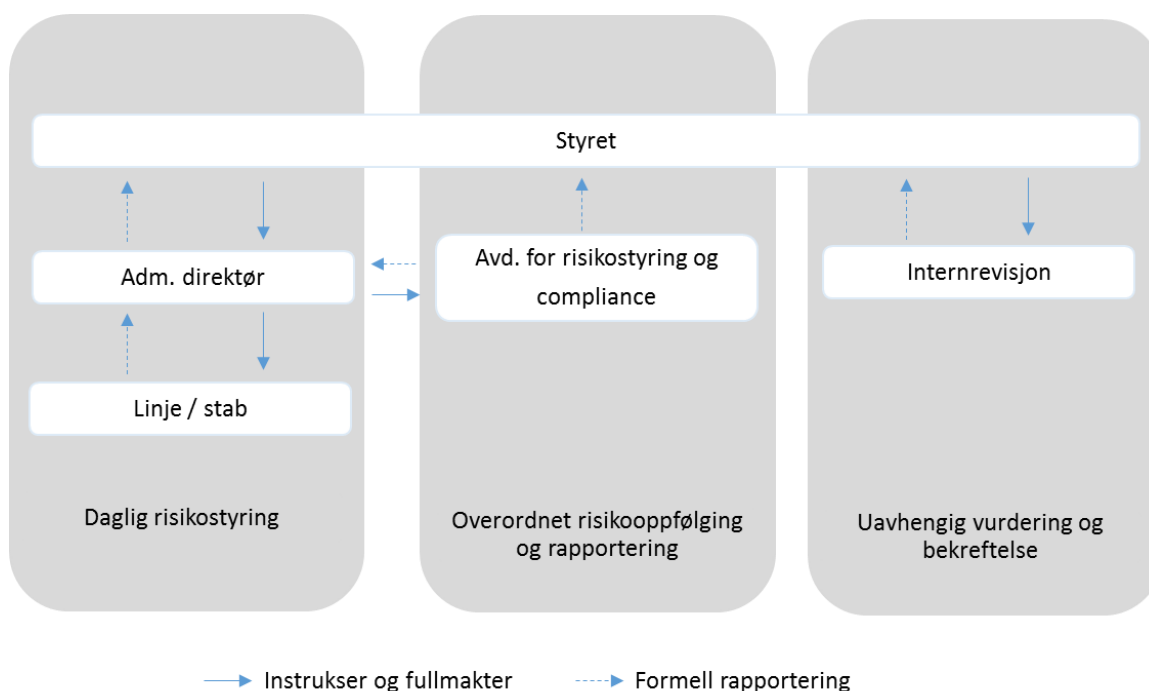 Styret
Adm. direktør
Avd. for risikostyring og
compliance
Internrevisjon
Linje / stab
Daglig risikostyring
Overordnet risikooppfølging
og rapportering
Uavhengig vurdering og
bekreftelse
Instrukser og fullmakter
Formell rapportering